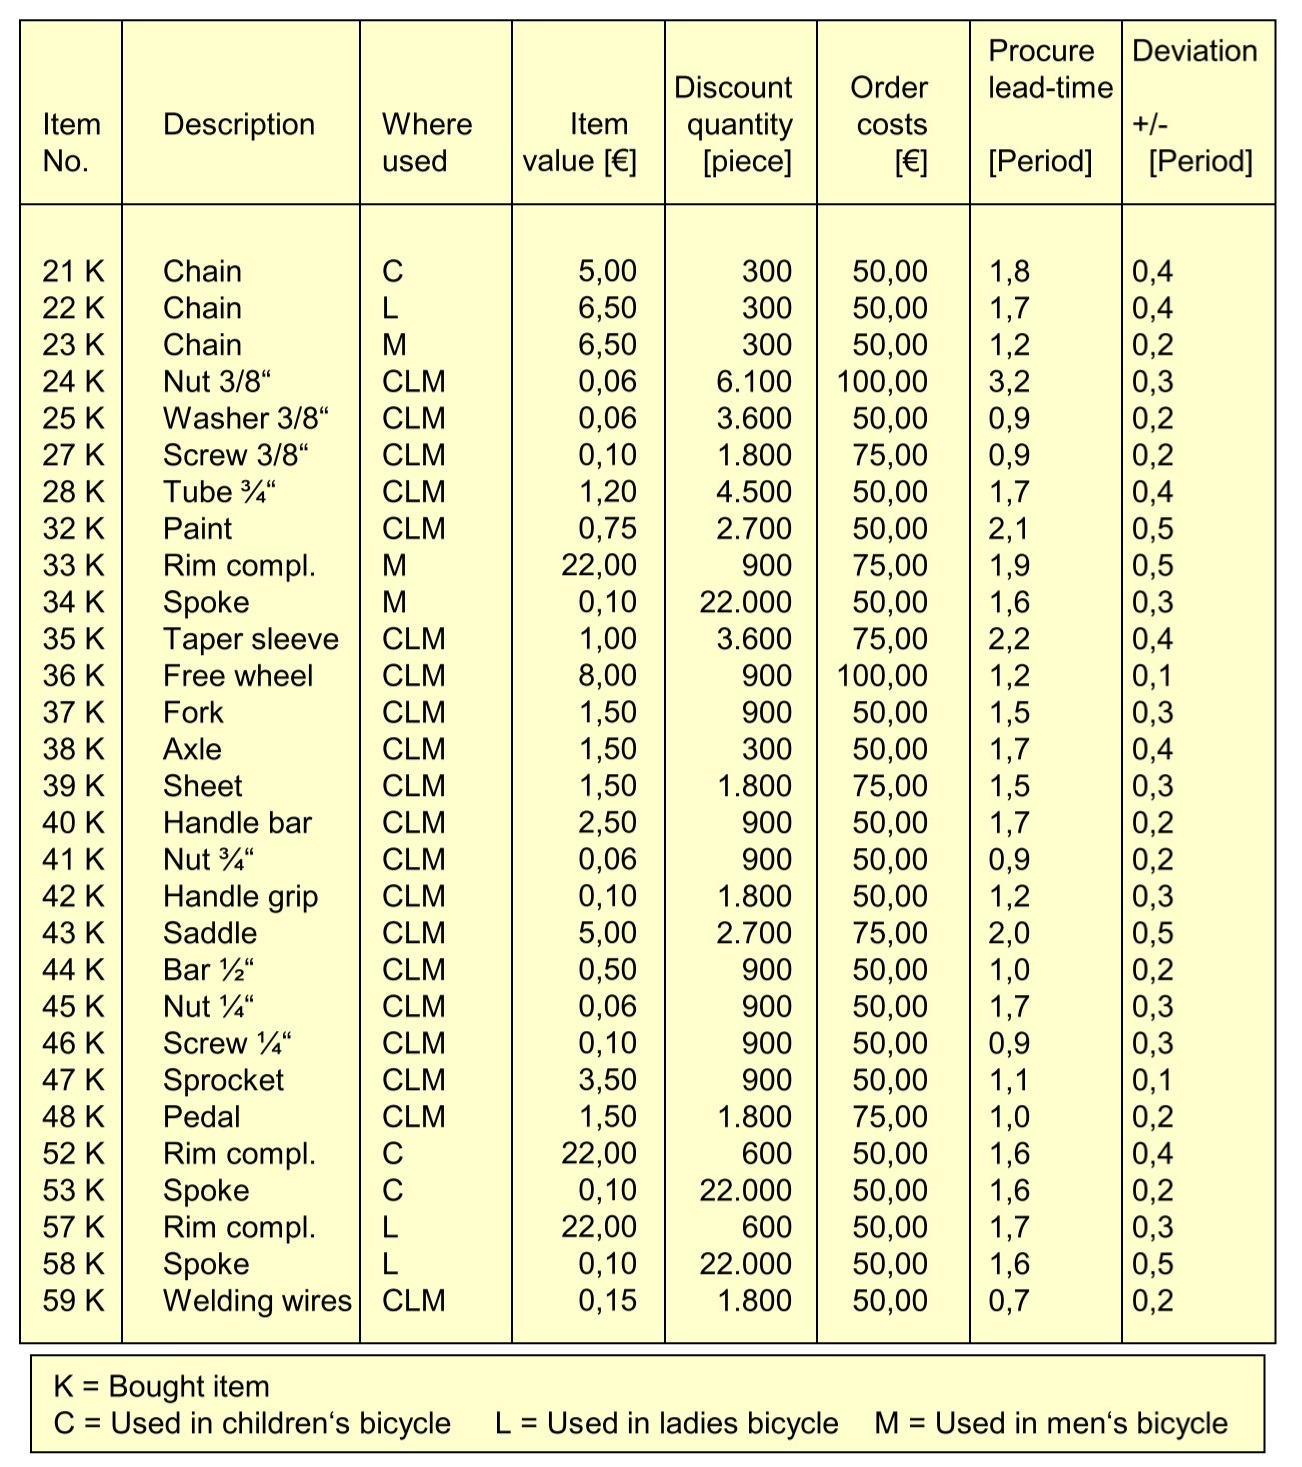 Item No. Description Where used Item value [€] Discount quantity [piece] Order costs [€] Procure lead-time [Period] Deviation +/- [Period]
21 K Chain C 5,00 300 50,00 1,8 0,4
22 K Chain L 6,50 300 50,00 1,7 0,4
23 K Chain M 6,50 300 50,00 1,2 0,2
24 K Nut 3/8“ CLM 0,06 6.100 100,00 3,2 0,3
25 K Washer 3/8“ CLM 0,06 3.600 50,00 0,9 0,2
27 K Screw 3/8“ CLM 0,10 1.800 75,00 0,9 0,2
28 K Tube ¾“ CLM 1,20 4.500 50,00 1,7 0,4
32 K Paint CLM 0,75 2.700 50,00 2,1 0,5
33 K Rim compl. M 22,00 900 75,00 1,9 0,5
34 K Spoke M 0,10 22.000 50,00 1,6 0,3
35 K Taper sleeve CLM 1,00 3.600 75,00 2,2 0,4
36 K Free wheel CLM 8,00 900 100,00 1,2 0,1
37 K Fork CLM 1,50 900 50,00 1,5 0,3
38 K Axle CLM 1,50 300 50,00 1,7 0,4
39 K Sheet CLM 1,50 1.800 75,00 1,5 0,3
40 K Handle bar CLM 2,50 900 50,00 1,7 0,2
41 K Nut ¾“ CLM 0,06 900 50,00 0,9 0,2
42 K Handle grip CLM 0,10 1.800 50,00 1,2 0,3
43 K Saddle CLM 5,00 2.700 75,00 2,0 0,5
44 K Bar ½“ CLM 0,50 900 50,00 1,0 0,2
45 K Nut ¼“ CLM 0,06 900 50,00 1,7 0,3
46 K Screw ¼“ CLM 0,10 900 50,00 0,9 0,3
47 K Sprocket CLM 3,50 900 50,00 1,1 0,1
48 K Pedal CLM 1,50 1.800 75,00 1,0 0,2
52 K Rim compl. C 22,00 600 50,00 1,6 0,4
53 K Spoke C 0,10 22.000 50,00 1,6 0,2
57 K Rim compl. L 22,00 600 50,00 1,7 0,3
58 K Spoke L 0,10 22.000 50,00 1,6 0,5
59 K Welding wires CLM 0,15 1.800 50,00 0,7 0,2
K = Bought item
C = Used in children‘s bicycle L = Used in ladies bicycle M = Used in men‘s bicycle